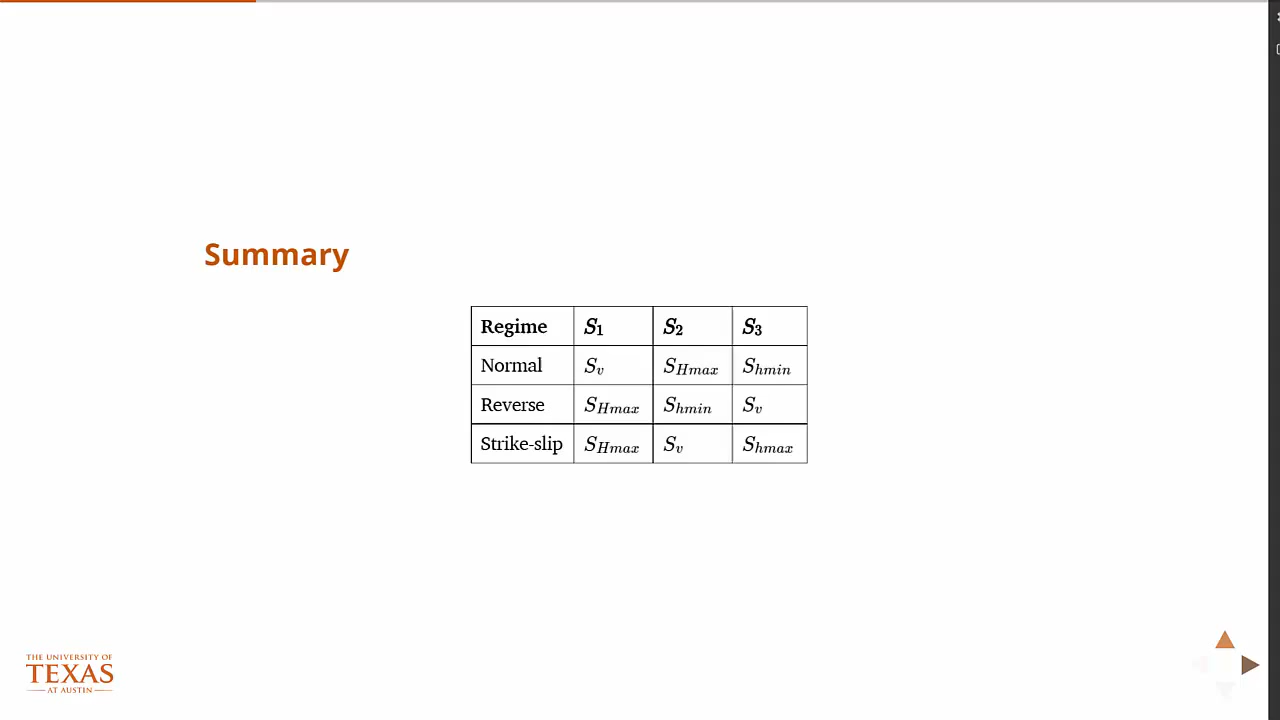 Summary
Regime S1 S2 S3
Normal Sv SHmax Shmin
Reverse SHmax Shmin Sv
Strike-slip SHmax Sv Shmax
THE UNIVERSITY OF
TEXAS
AT AUSTIN